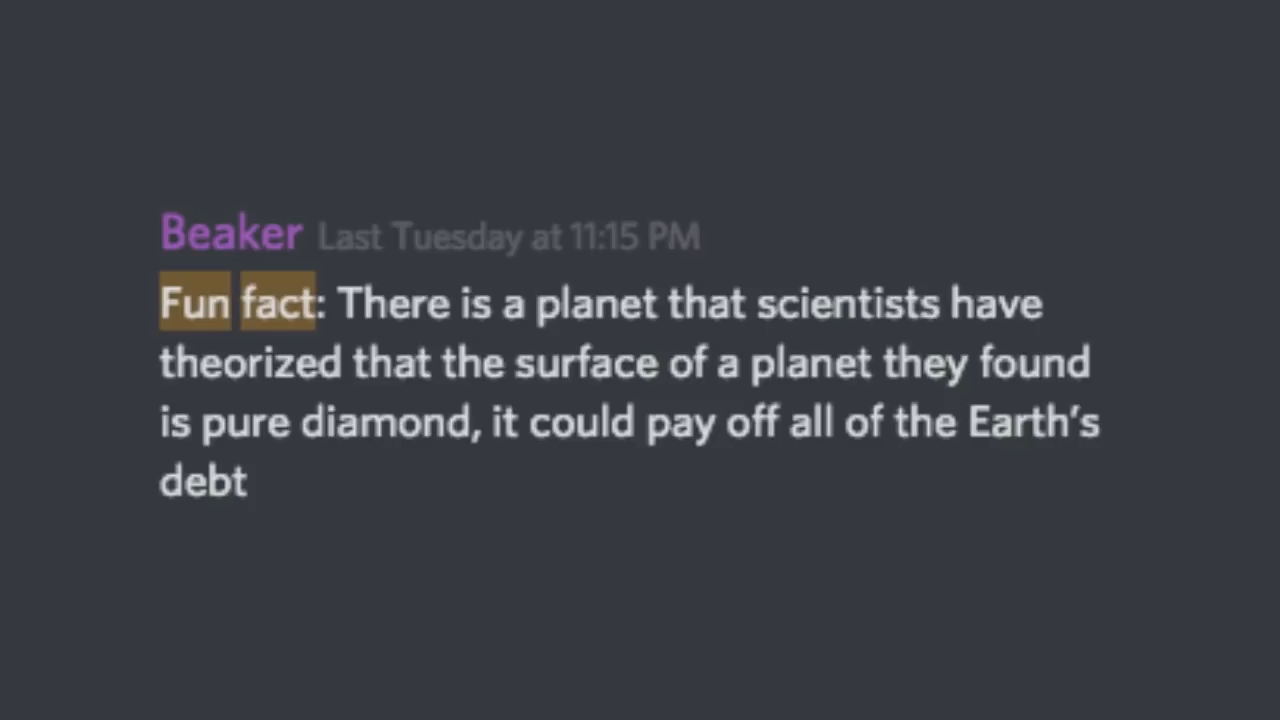 Beaker Last Tuesday at 11:15 PM
Fun fact: There is a planet that scientists have
theorized that the surface of a planet they found
is pure diamond, it could pay off all of the Earth's
debt